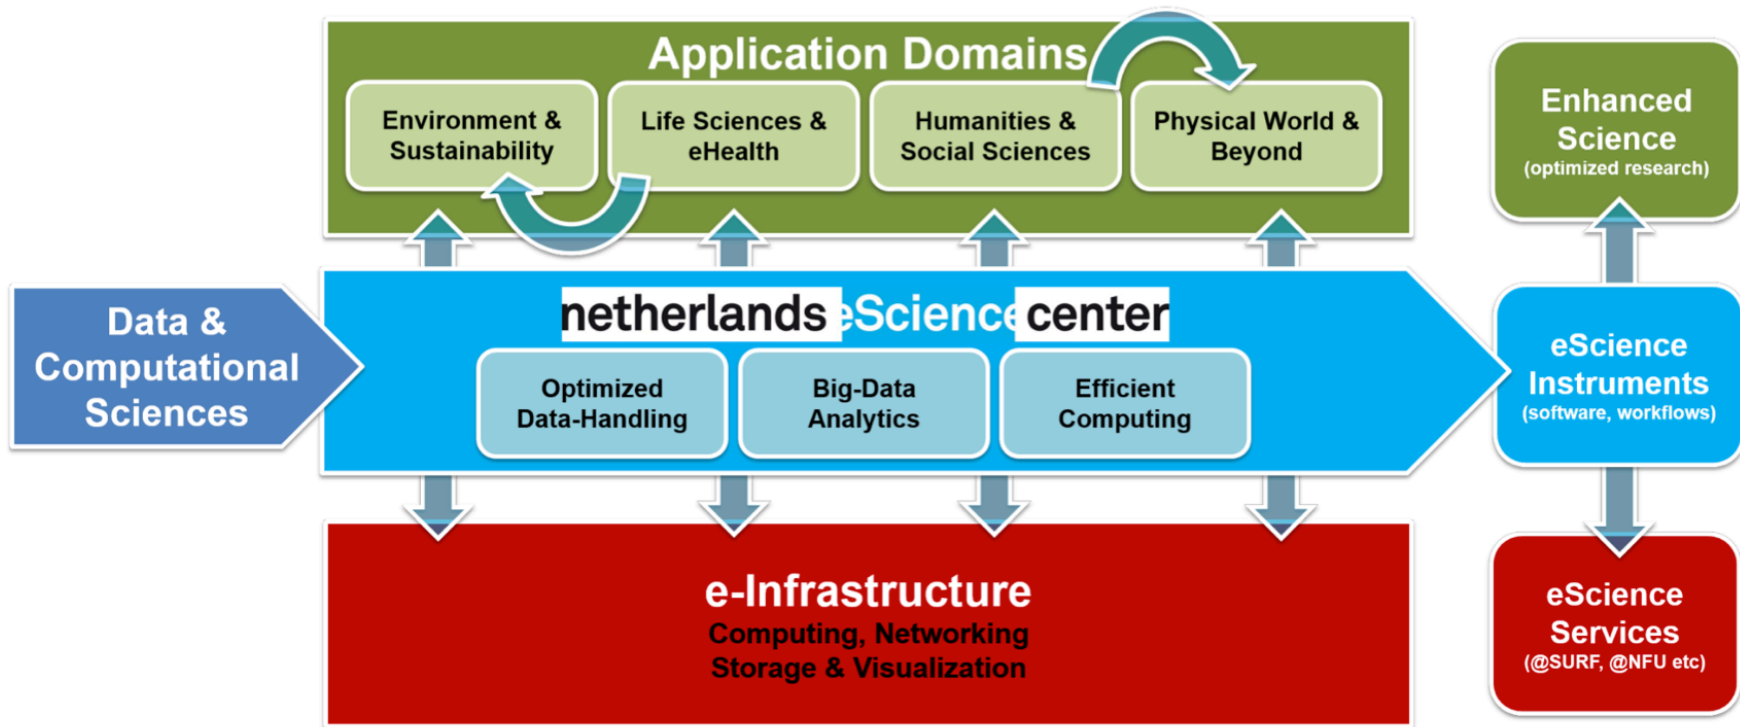 Application Domains
Environment &
Sustainability
Life Sciences &
eHealth
Humanities &
Social Sciences
Physical World &
Beyond
Enhanced
Science
(optimized research)
Data &
Computational
Sciences
netherlands eScience center
Optimized
Data-Handling
Big-Data
Analytics
Efficient
Computing
eScience
Instruments
(software, workflows)
e-Infrastructure
Computing, Networking
Storage & Visualization
eScience
Services
(@SURF, @NFU etc)